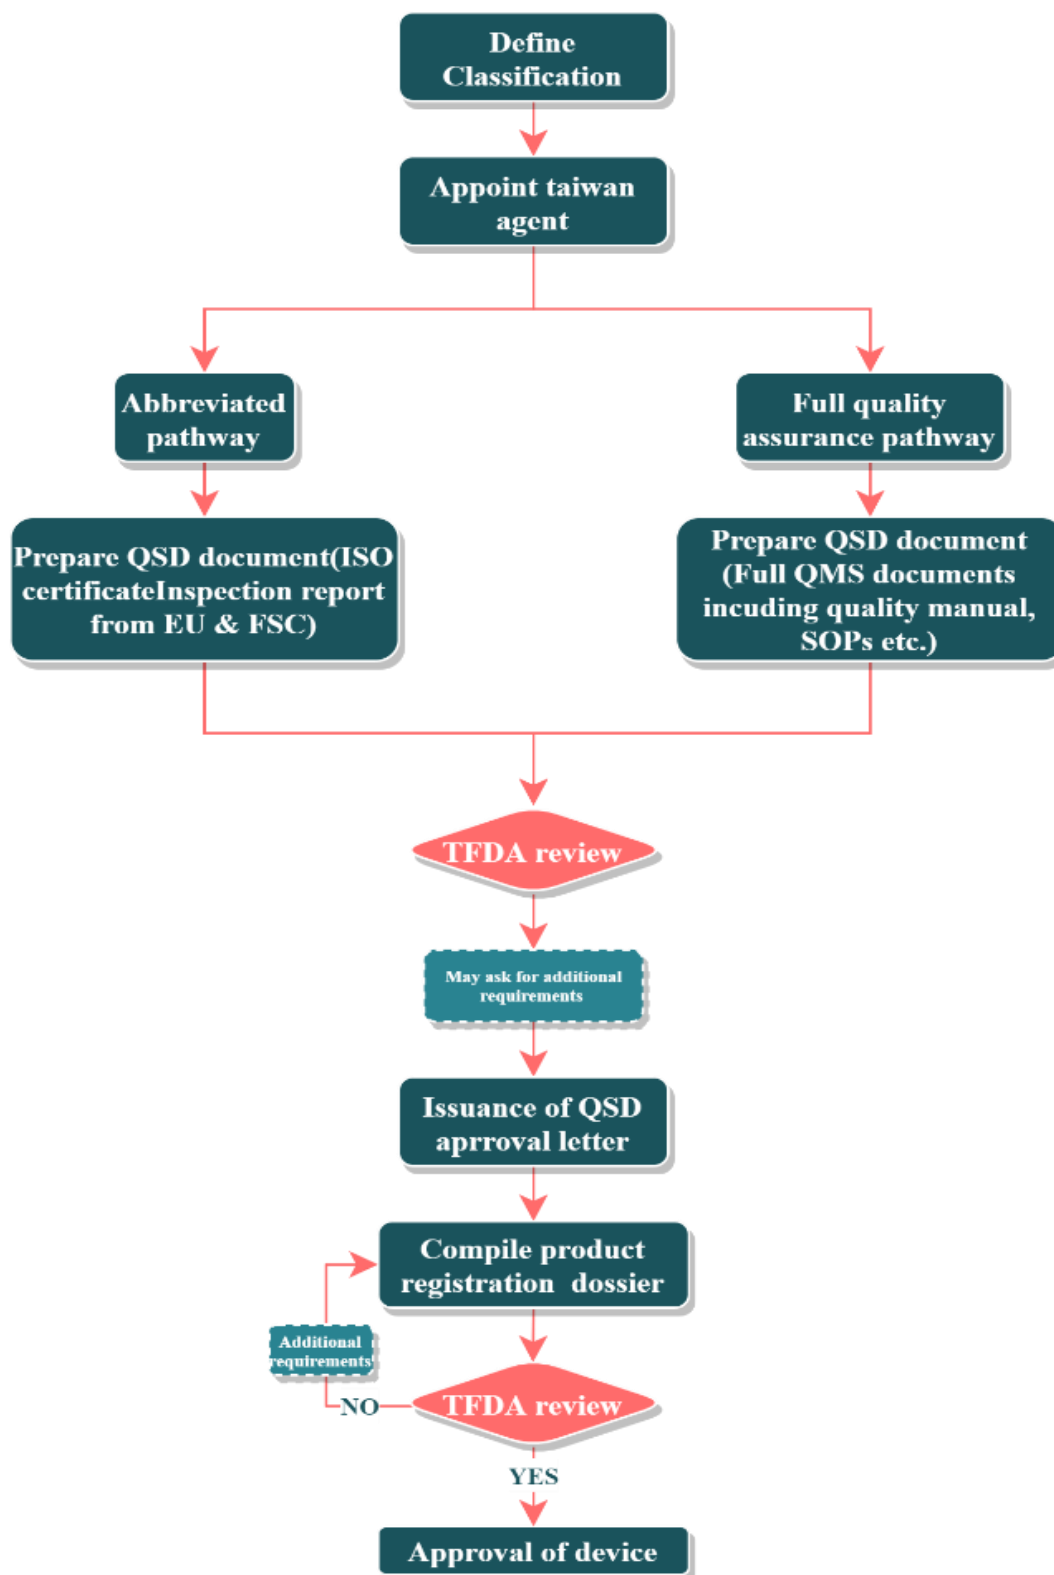 Define
Classification
Appoint taiwan
agent
Abbreviated
pathway
Full quality
assurance pathway
Prepare QSD document(ISO
certificateInspection report
from EU & FSC)
Prepare QSD document
(Full QMS documents
incuding quality manual,
SOPs etc.)
TFDA review
May ask for additional
requirements
Issuance of QSD
aprroval letter
Compile product
registration dossier
Additional
requirements
TFDA review
NO
YES
Approval of device